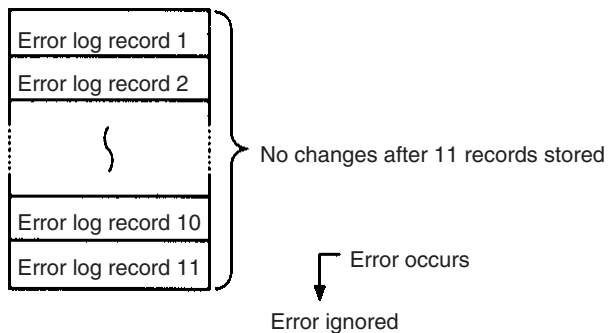 Error log record 1
Error log record 2
No changes after 11 records stored
Error log record 10
Error log record 11
Error occurs
Error ignored